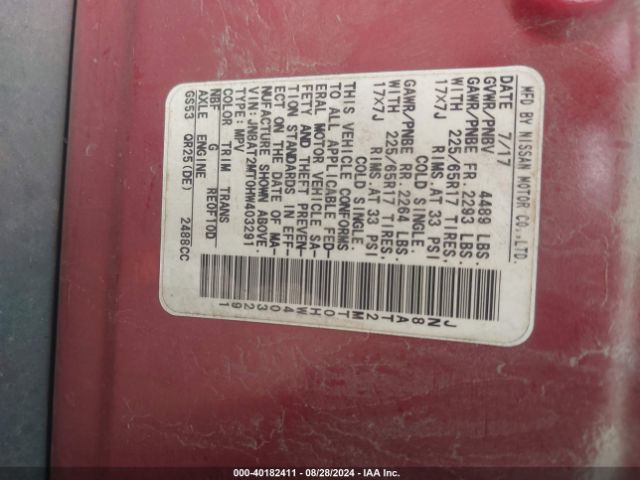 MFD BY NISSAN MOTOR CO.,LTD.
DATE 7/17
GVWR/PNBV 4489 LBS.
GAWR/PNBE FR.2293 LBS.
WITH 225/65R17 TIRES,
17X7J RIMS.AT 33 PSI
COLD SINGLE.
GAWR/PNBE RR.2264 LBS.
WITH 225/65R17 TIRES,
17X7J RIMS.AT 33 PSI
COLD SINGLE.
THIS VEHICLE CONFORMS
TO ALL APPLICABLE FED-
ERAL MOTOR VEHICLE SA-
FETY AND THEFT PREVEN-
TION STANDARDS IN EFF-
ECT ON THE DATE OF MA-
NUFACTURE SHOWN ABOVE.
VIN:JN8AT2MT0HW403291
TYPE:MPV
COLOR TRIM TRANS
NBF G RE0F10D
AXLE ENGINE
GS53 QR25(DE) 2488CC
JN8AT2MT0HW403291
000-40182411 - 08/28/2024 - IAA Inc.